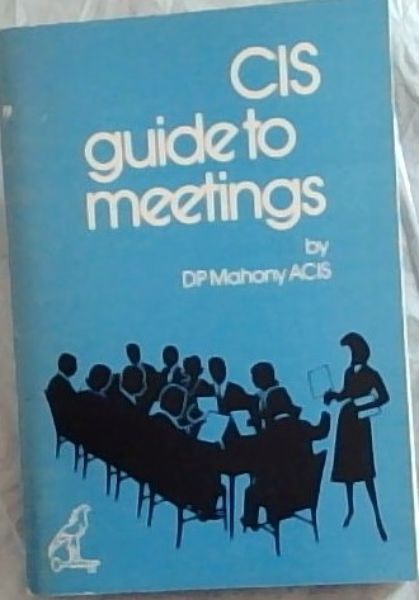 CIS
guide to
meetings
by
DP Mahony ACIS